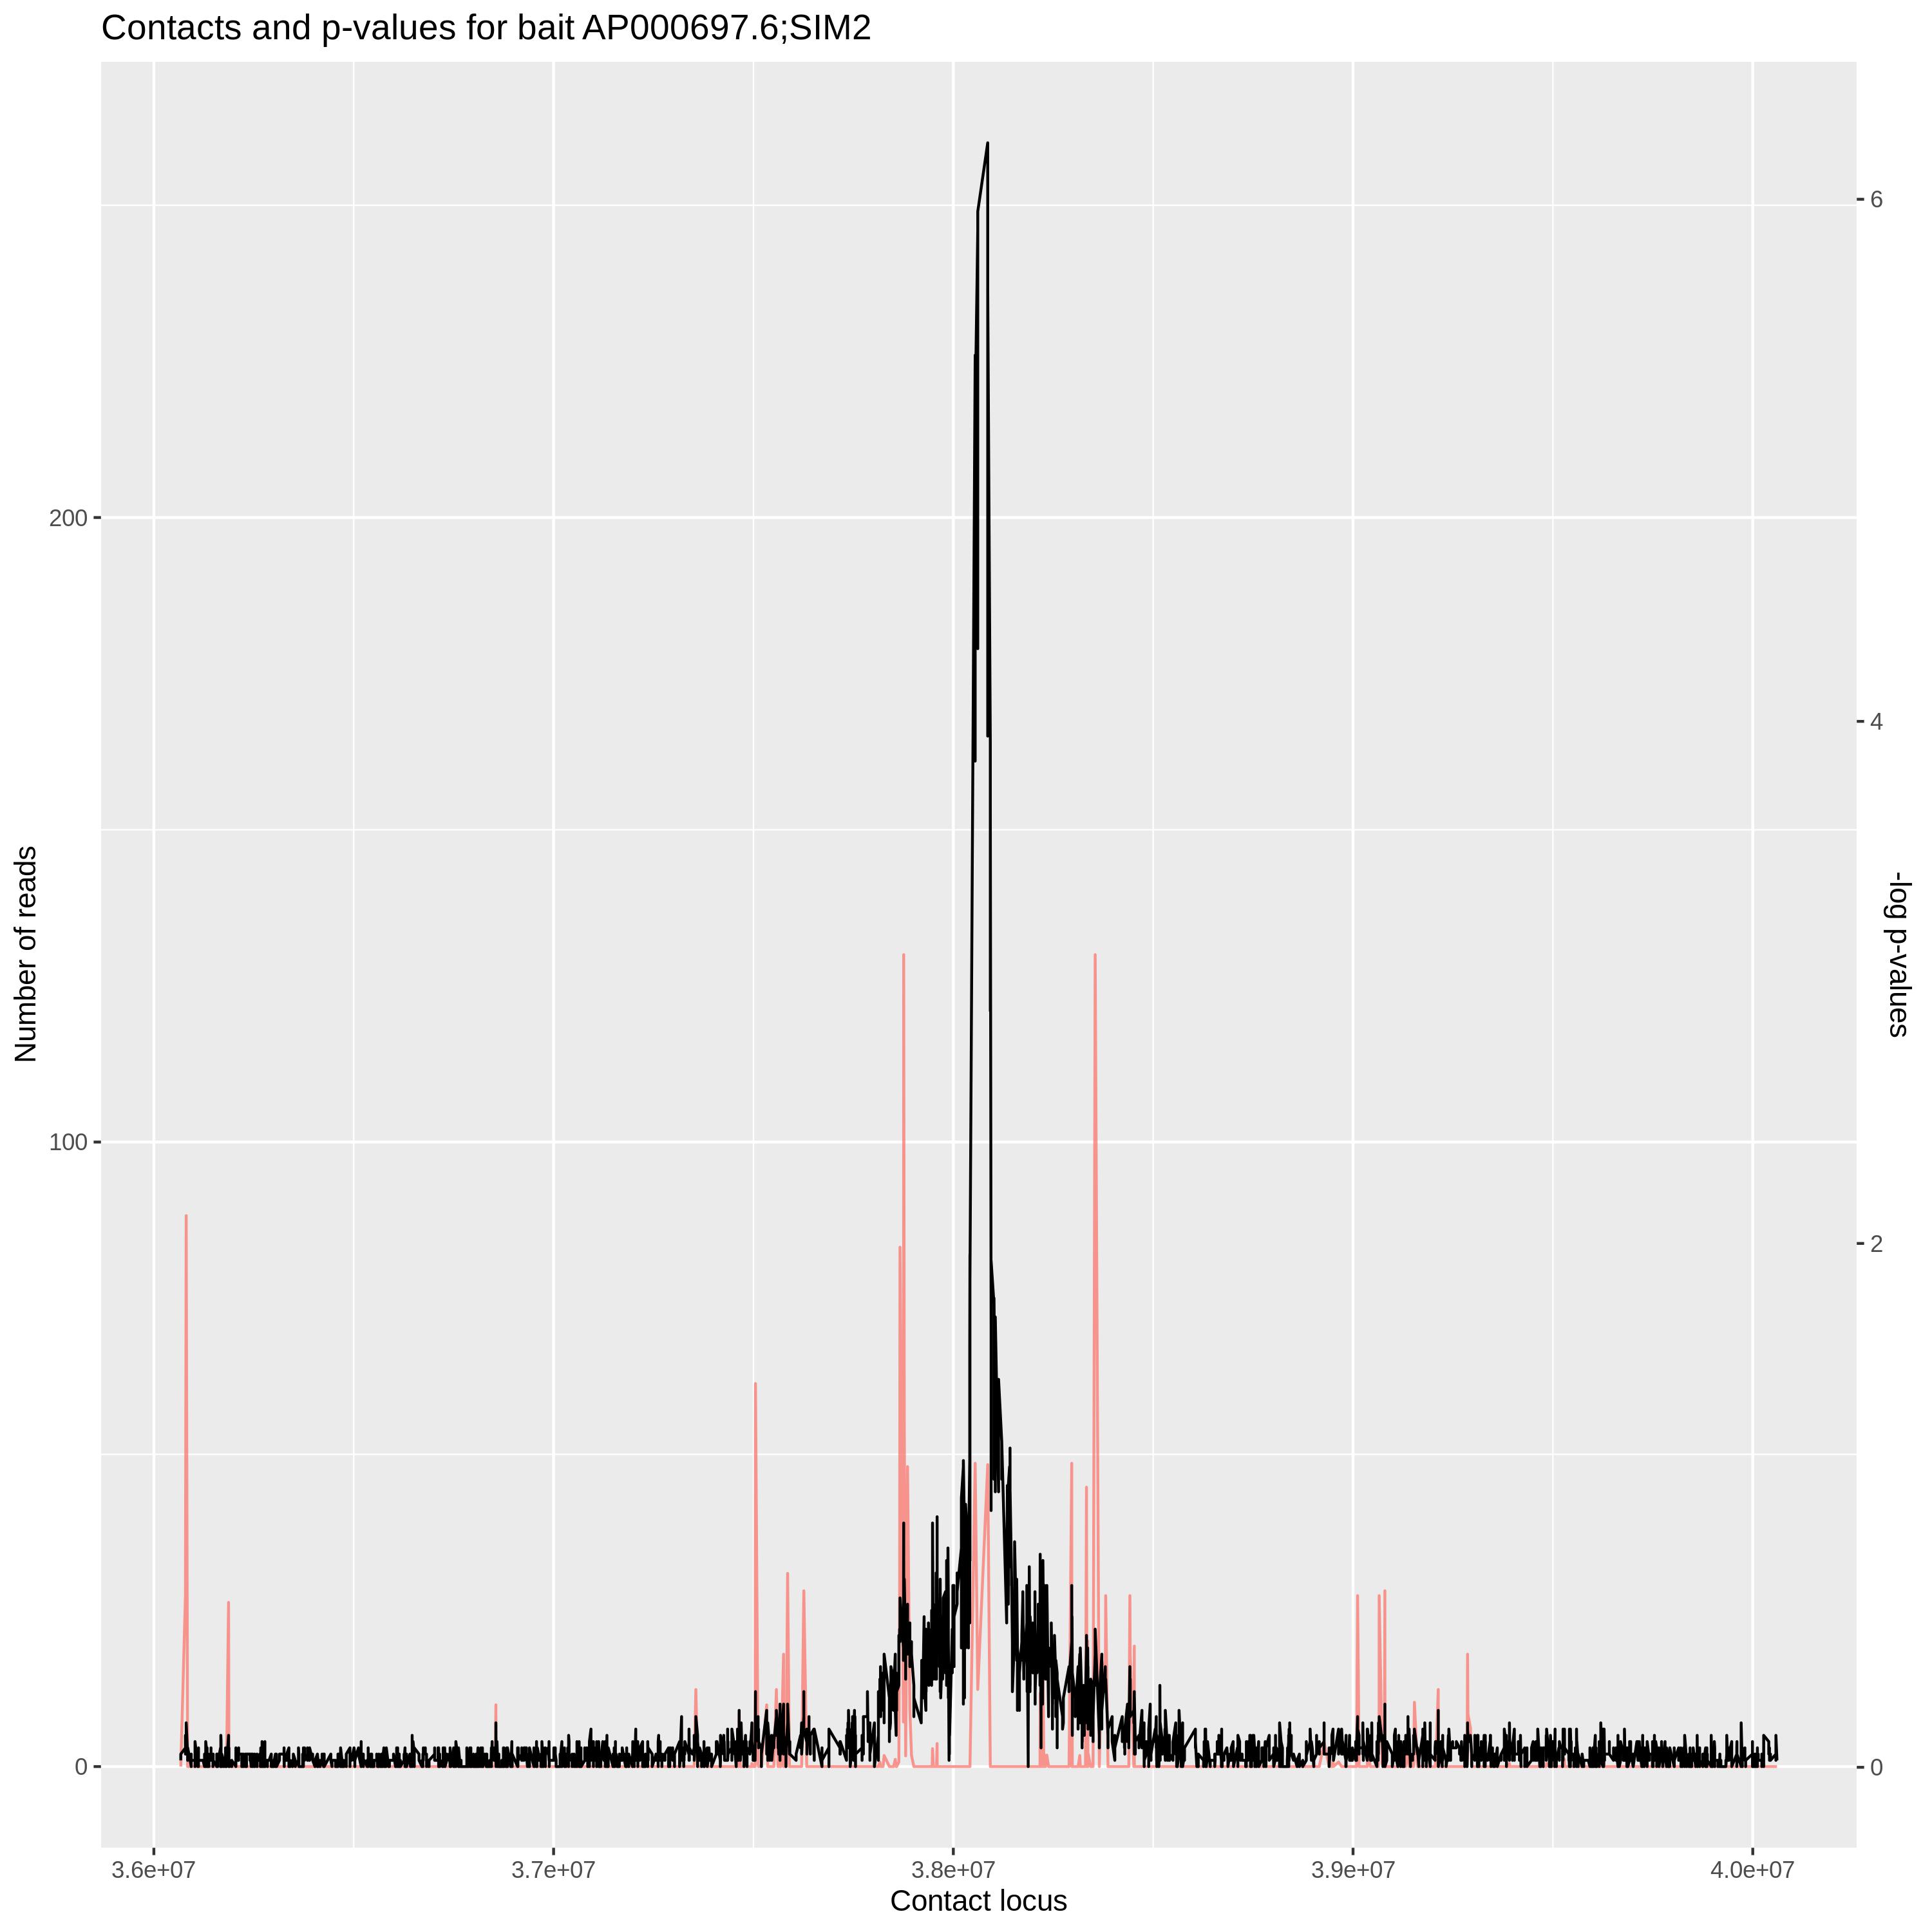 Contacts and p-values for bait AP000697.6;SIM2
Number of reads
200
100
0
6
4
2
0
-log p-values
3.6e+07 3.7e+07 3.8e+07 3.9e+07 4.0e+07
Contact locus